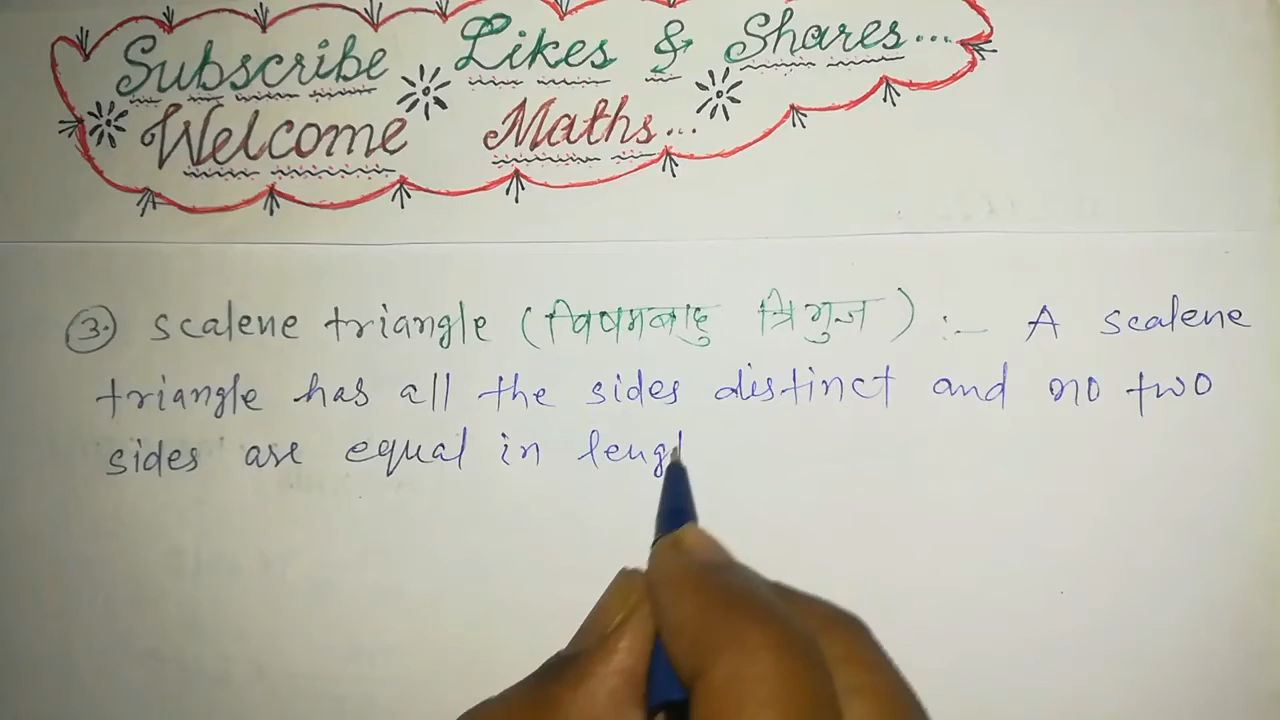 Subscribe Likes & Shares...
Welcome Maths...
3. Scalene triangle (विषमबाहु त्रिभुज) :- A scalene
triangle has all the sides distinct and no two
sides are equal in lengt